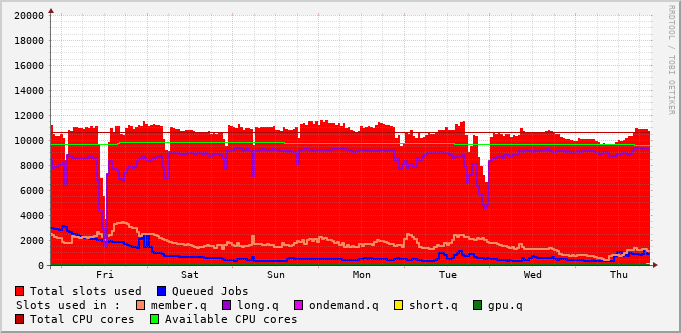 RRDTOOL / TOBI OETIKER
20000
18000
16000
14000
12000
10000
8000
6000
4000
2000
0
Fri Sat Sun Mon Tue Wed Thu
Total slots used Queued Jobs
Slots used in : member.q long.q ondemand.q short.q gpu.q
Total CPU cores Available CPU cores